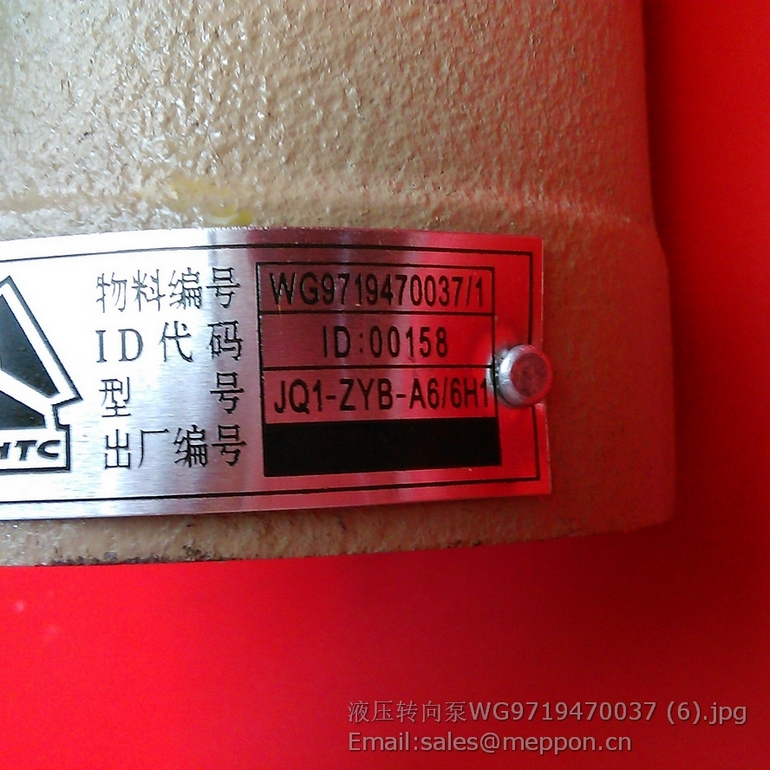 物料编号 WG9719470037/1
ID代码 ID:00158
型号 JQ1-ZYB-A6/6H1
出厂编号
HTC
液压转向泵WG9719470037 (6).jpg
Email:sales@meppon.cn